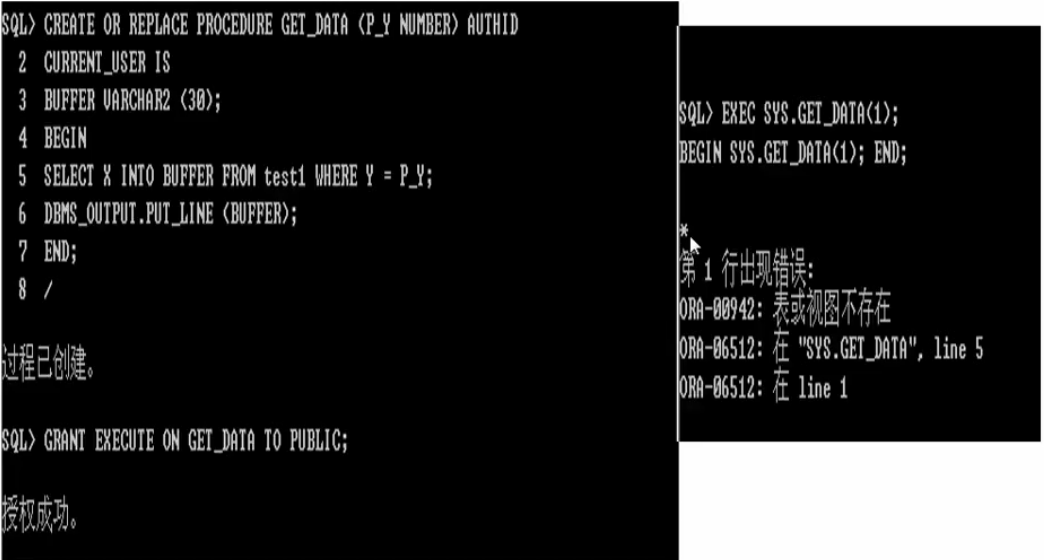 SQL> CREATE OR REPLACE PROCEDURE GET_DATA (P_Y NUMBER) AUTHID
2 CURRENT_USER IS
3 BUFFER VARCHAR2 (30);
4 BEGIN
5 SELECT X INTO BUFFER FROM test1 WHERE Y = P_Y;
6 DBMS_OUTPUT.PUT_LINE (BUFFER);
7 END;
8 /
过程已创建。
SQL> GRANT EXECUTE ON GET_DATA TO PUBLIC;
授权成功。
SQL> EXEC SYS.GET_DATA(1);
BEGIN SYS.GET_DATA(1); END;
*
第 1 行出现错误:
ORA-00942: 表或视图不存在
ORA-06512: 在 "SYS.GET_DATA", line 5
ORA-06512: 在 line 1